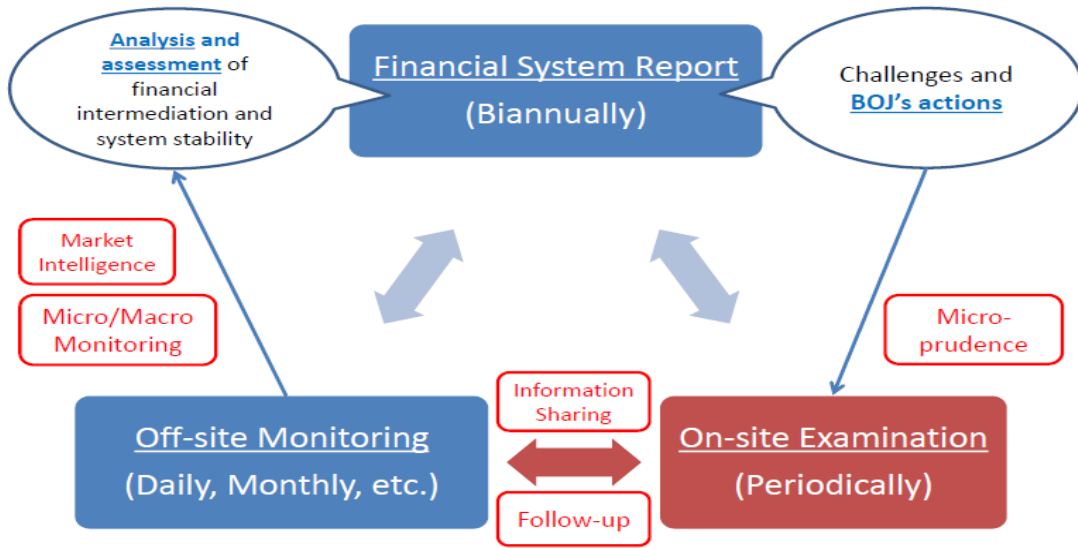 Analysis and
assessment of
financial
intermediation and
system stability
Financial System Report
(Biannually)
Challenges and
BOJ's actions
Market
Intelligence
Micro/Macro
Monitoring
Micro-
prudence
Information
Sharing
Off-site Monitoring
(Daily, Monthly, etc.)
On-site Examination
(Periodically)
Follow-up